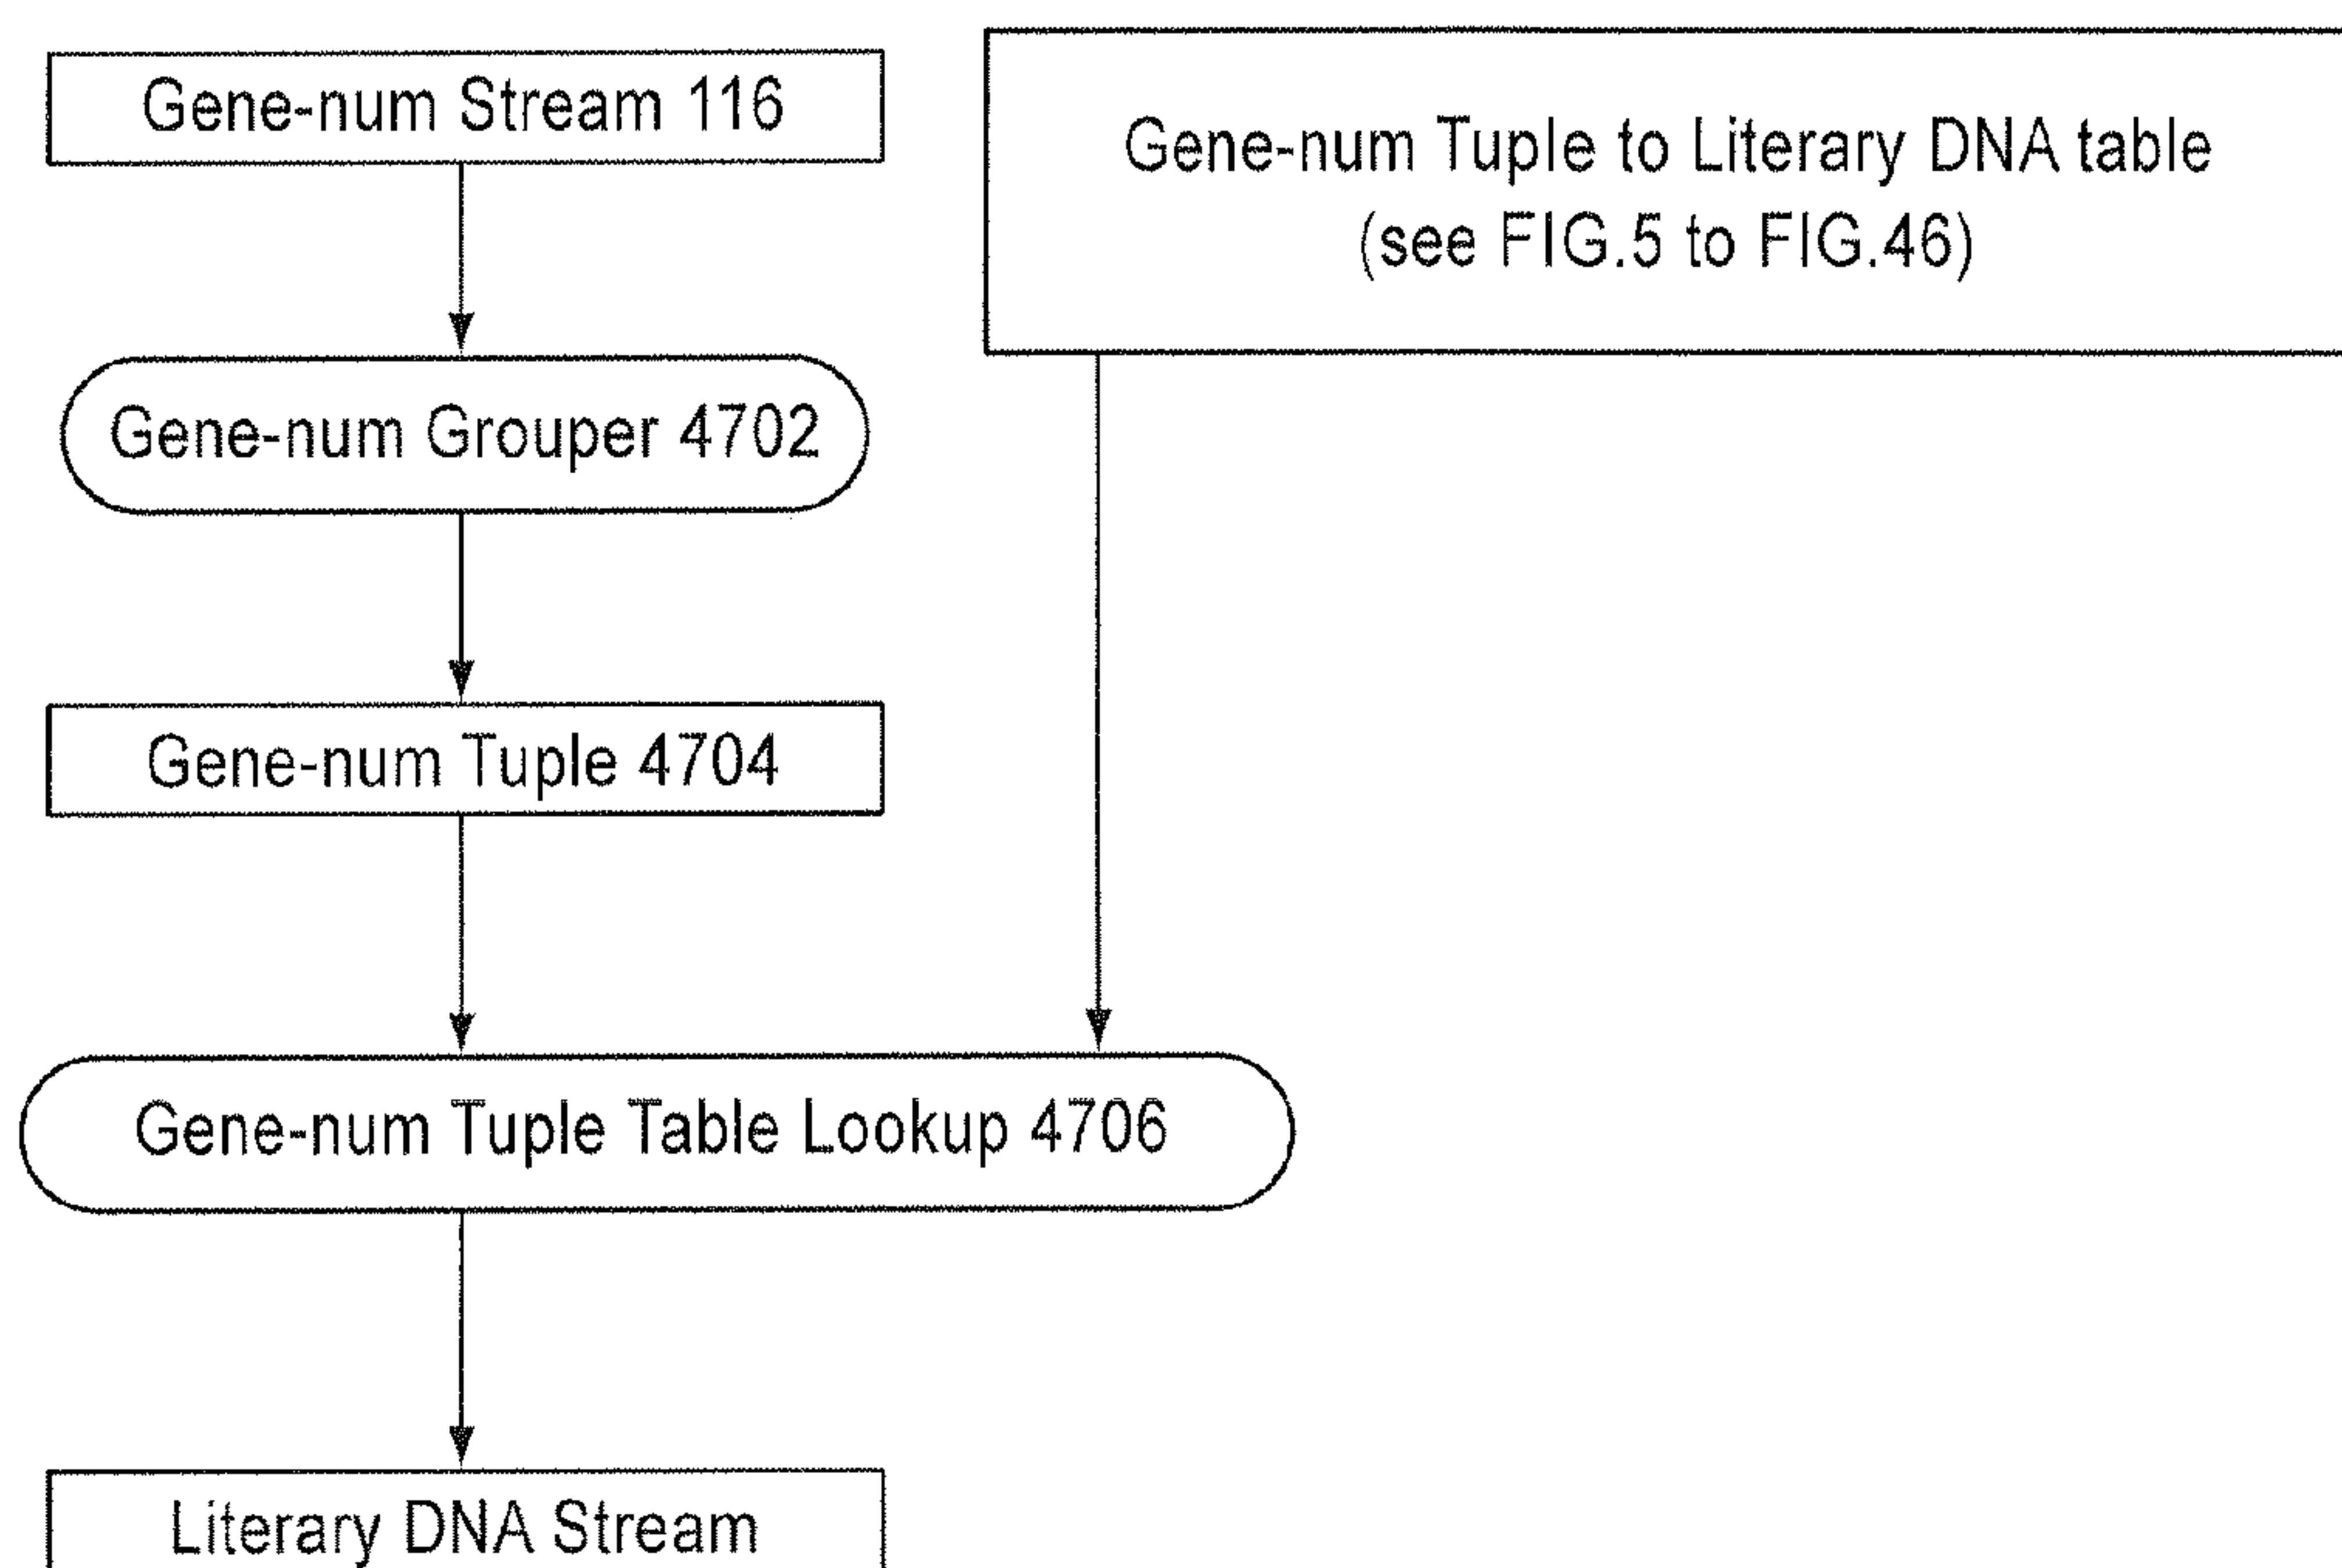 Gene-num Stream 116
Gene-num Tuple to Literary DNA table
(see FIG.5 to FIG.46)
Gene-num Grouper 4702
Gene-num Tuple 4704
Gene-num Tuple Table Lookup 4706
Literary DNA Stream